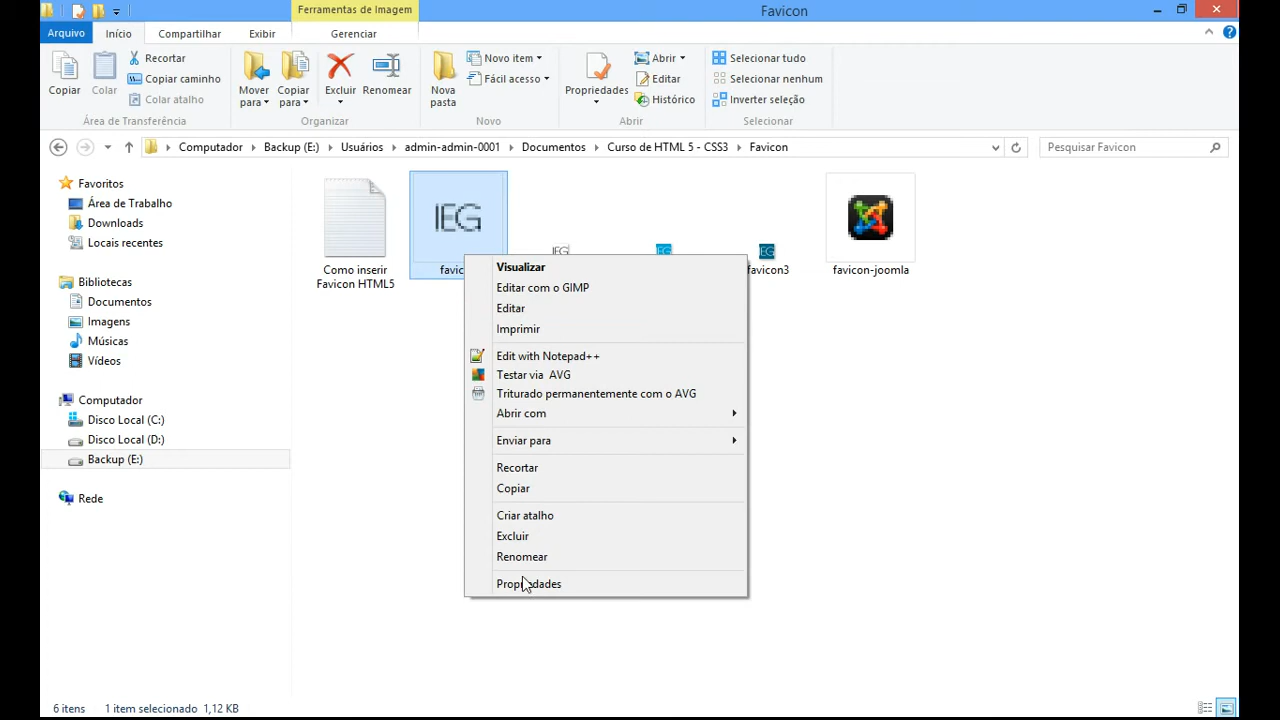 Ferramentas de Imagem
Favicon
Arquivo
Início
Compartilhar
Exibir
Gerenciar
Copiar
Colar
Recortar
Copiar caminho
Colar atalho
Mover para
Copiar para
Excluir
Renomear
Nova pasta
Novo item
Fácil acesso
Propriedades
Abrir
Editar
Histórico
Selecionar tudo
Selecionar nenhum
Inverter seleção
Área de Transferência
Organizar
Novo
Abrir
Selecionar
Computador
Backup (E:)
Usuários
admin-admin-0001
Documentos
Curso de HTML 5 - CSS3
Favicon
Pesquisar Favicon
Favoritos
Área de Trabalho
Downloads
Locais recentes
Bibliotecas
Documentos
Imagens
Músicas
Vídeos
Computador
Disco Local (C:)
Disco Local (D:)
Backup (E:)
Rede
IEG
IEG
IEG
IEG
Como inserir
Favicon HTML5
favicon3
favicon-joomla
Visualizar
Editar com o GIMP
Editar
Imprimir
Edit with Notepad++
Testar via AVG
Triturado permanentemente com o AVG
Abrir com
Enviar para
Recortar
Copiar
Criar atalho
Excluir
Renomear
Propriedades
6 itens
1 item selecionado 1,12 KB